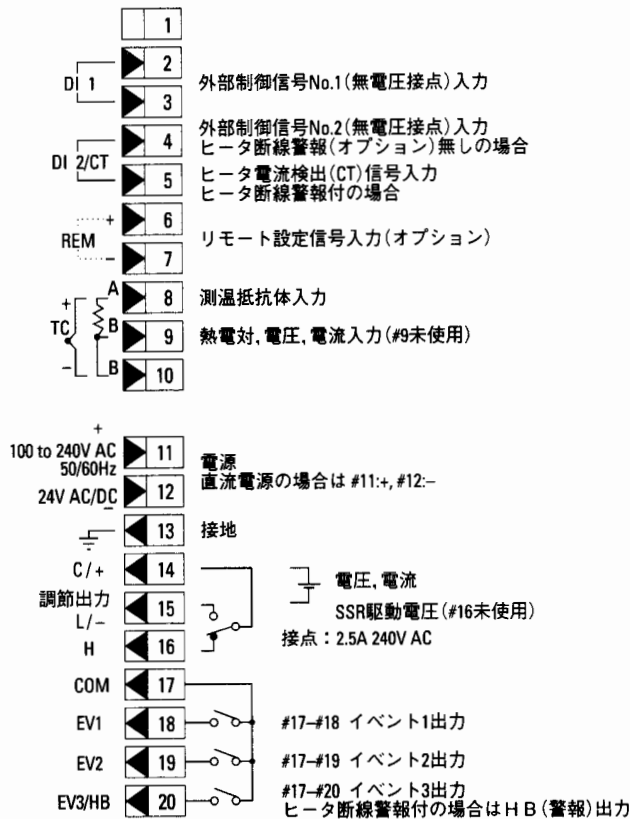 1
2
DI 1
3
外部制御信号No.1(無電圧接点)入力
4
外部制御信号No.2(無電圧接点)入力
ヒータ断線警報(オプション)無しの場合
DI 2/CT
5
ヒータ電流検出(CT)信号入力
ヒータ断線警報付の場合
+
6
REM
リモート設定信号入力(オプション)
−
7
A
8
測温抵抗体入力
+
TC
B
9
熱電対,電圧,電流入力(#9未使用)
−
B
10
+
100 to 240V AC
50/60Hz
11
電源
直流電源の場合は #11:+, #12:−
24V AC/DC
−
12
13
接地
C/+
14
電圧,電流
調節出力
L/−
15
SSR駆動電圧(#16未使用)
H
16
接点:2.5A 240V AC
COM
17
EV1
18
#17–#18 イベント1出力
EV2
19
#17–#19 イベント2出力
EV3/HB
20
#17–#20 イベント3出力
ヒータ断線警報付の場合はHB(警報)出力